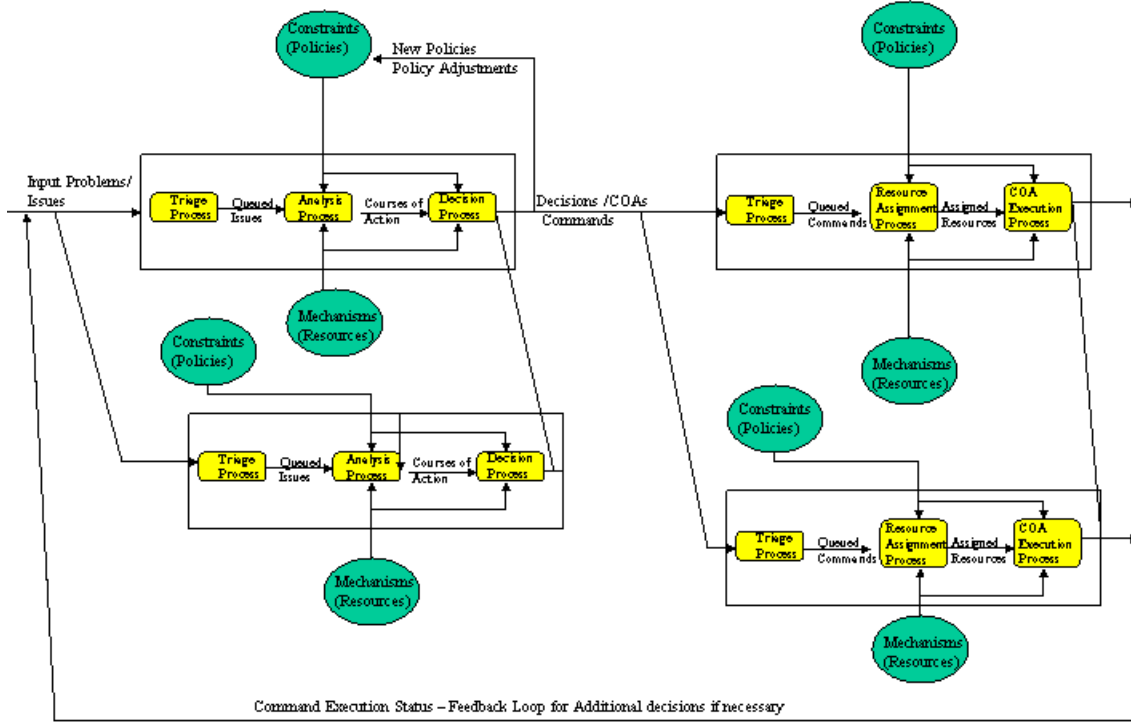 Constraints
(Policies)
New Policies
Policy Adjustments
Constraints
(Policies)
Input Problems/
Issues
Triage
Process
Queued
Issues
Analysis
Process
Courses of
Action
Decision
Process
Decisions /COAs
Commands
Triage
Process
Queued
Commands
Resource
Assignment
Process
Assigned
Resources
COA
Execution
Process
Mechanisms
(Resources)
Constraints
(Policies)
Mechanisms
(Resources)
Constraints
(Policies)
Triage
Process
Queued
Issues
Analysis
Process
Courses of
Action
Decision
Process
Triage
Process
Queued
Commands
Resource
Assignment
Process
Assigned
Resources
COA
Execution
Process
Mechanisms
(Resources)
Mechanisms
(Resources)
Command Execution Status – Feedback Loop for Additional decisions if necessary